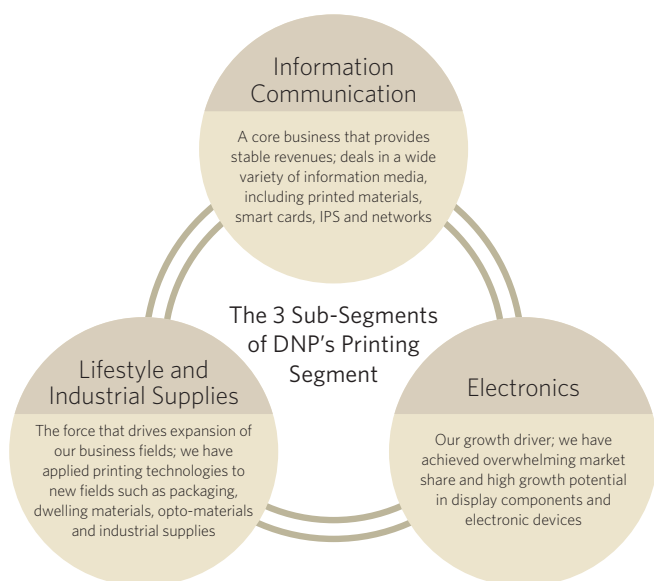 Information
Communication
A core business that provides
stable revenues; deals in a wide
variety of information media,
including printed materials,
smart cards, IPS and networks
The 3 Sub-Segments
of DNP's Printing
Segment
Lifestyle and
Industrial Supplies
The force that drives expansion of
our business fields; we have
applied printing technologies to
new fields such as packaging,
dwelling materials, opto-materials
and industrial supplies
Electronics
Our growth driver; we have
achieved overwhelming market
share and high growth potential
in display components and
electronic devices